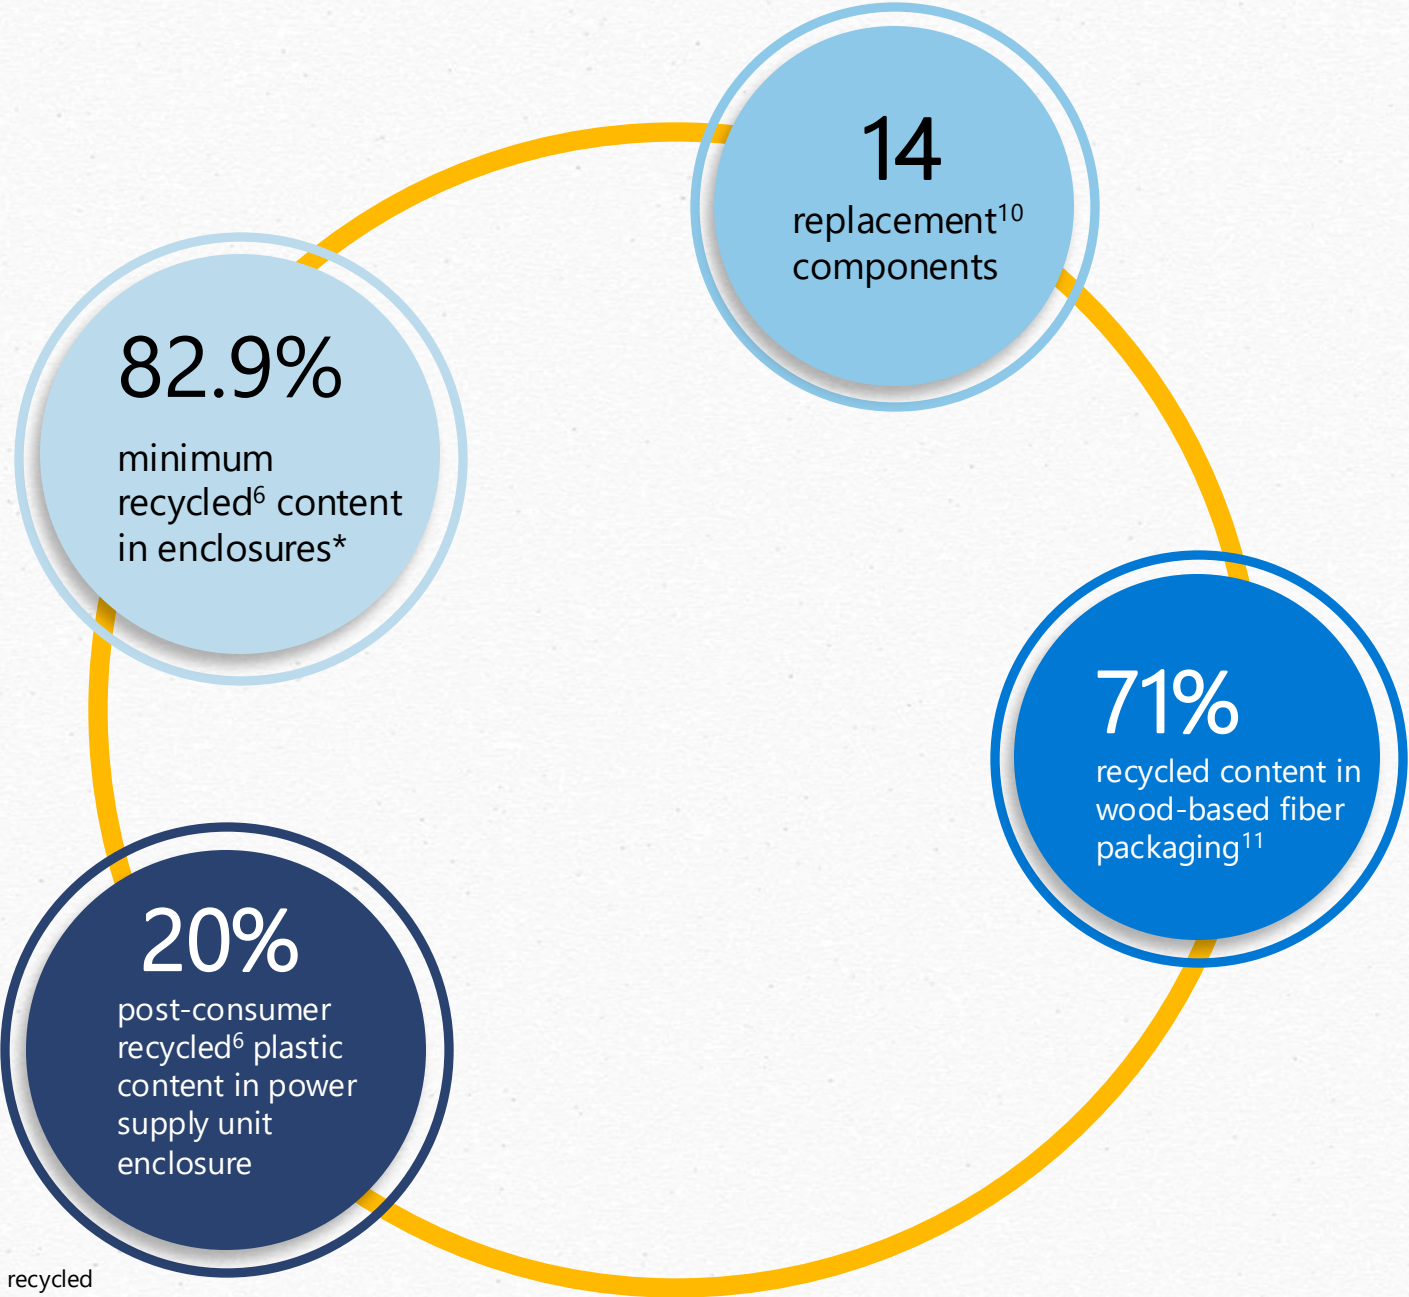 14
replacement¹⁰
components
82.9%
minimum
recycled⁶ content
in enclosures*
71%
recycled content in
wood-based fiber
packaging¹¹
20%
post-consumer
recycled⁶ plastic
content in power
supply unit
enclosure
recycled